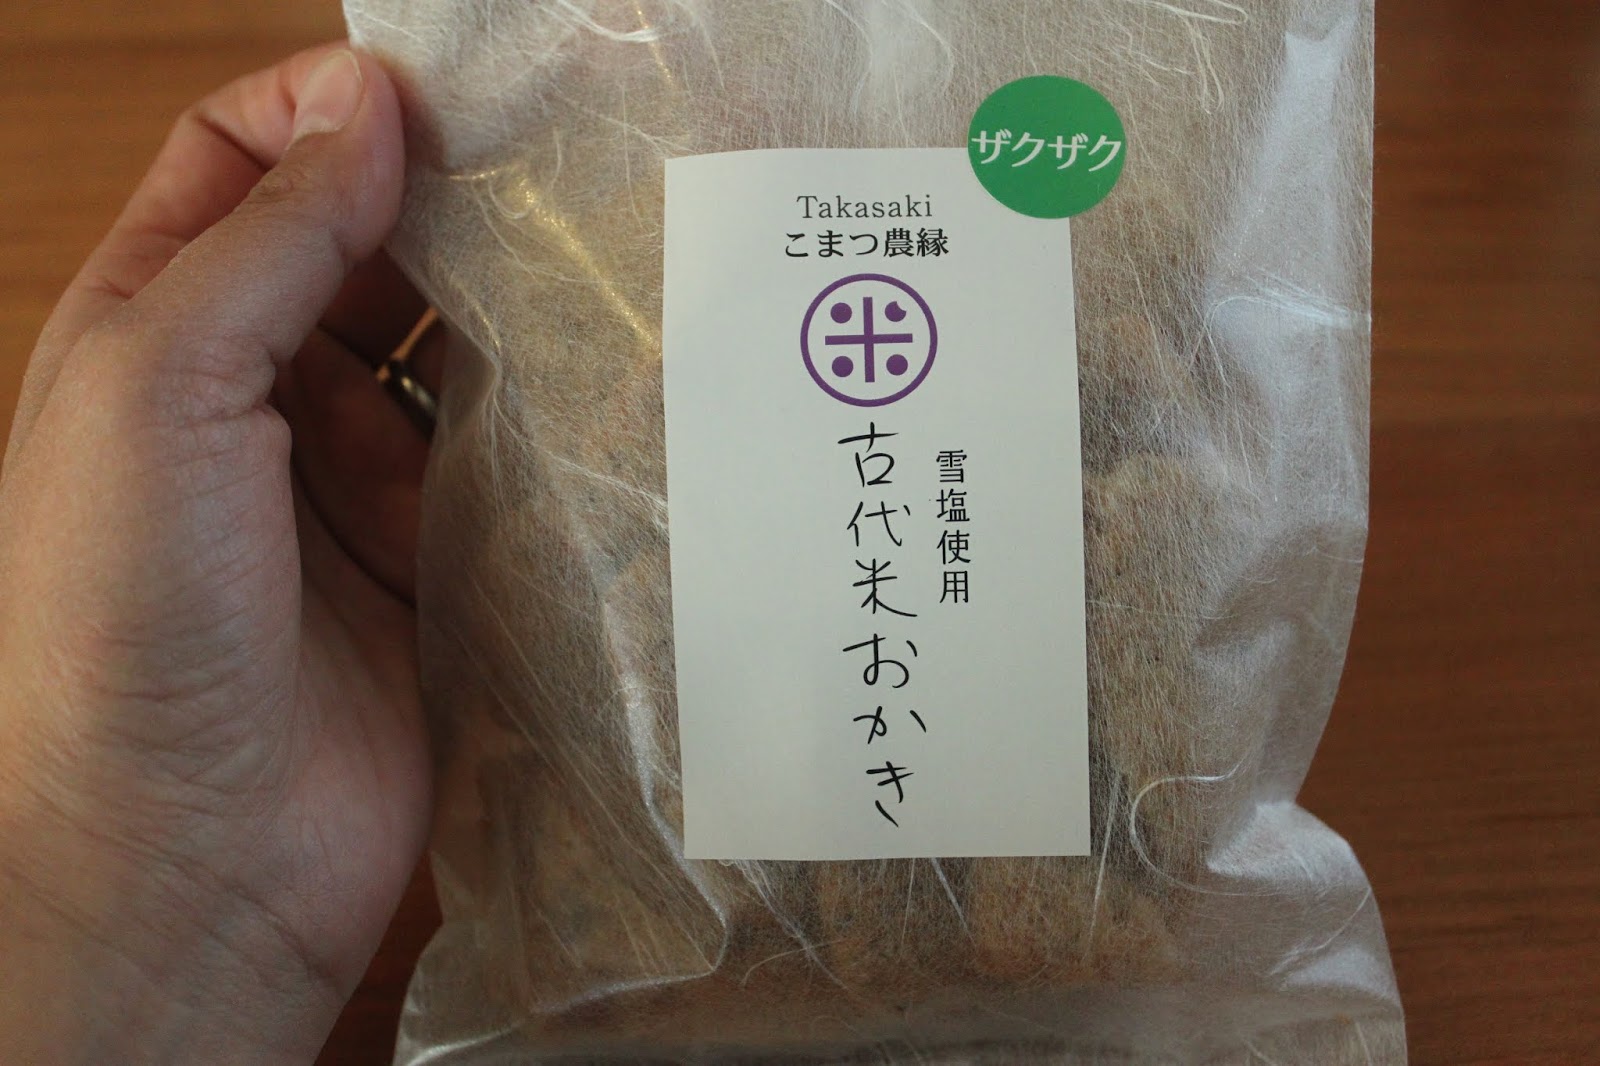 ザクザク
Takasaki
こまつ農縁
米
雪塩使用
古代米おかき